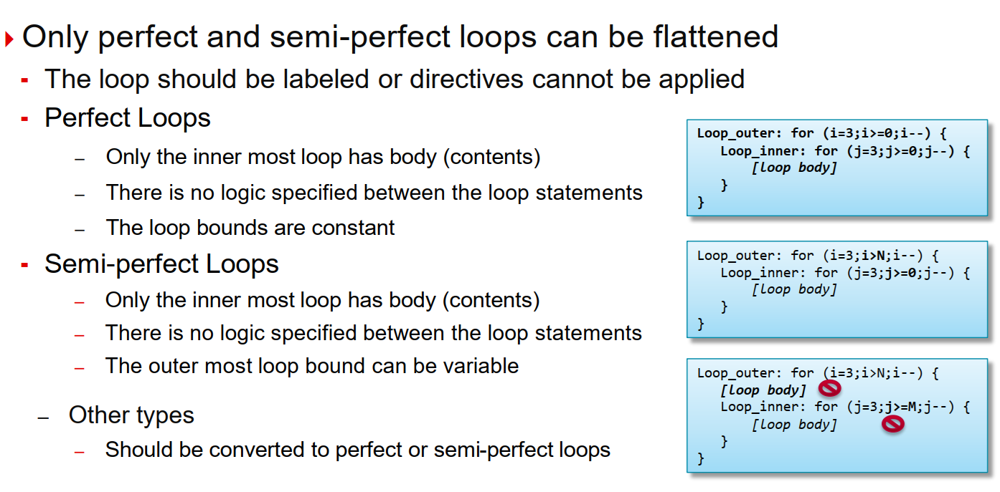 Only perfect and semi-perfect loops can be flattened
- The loop should be labeled or directives cannot be applied
- Perfect Loops
– Only the inner most loop has body (contents)
– There is no logic specified between the loop statements
– The loop bounds are constant
- Semi-perfect Loops
– Only the inner most loop has body (contents)
– There is no logic specified between the loop statements
– The outer most loop bound can be variable
– Other types
– Should be converted to perfect or semi-perfect loops
Loop_outer: for (i=3;i>=0;i--) {
Loop_inner: for (j=3;j>=0;j--) {
[loop body]
}
}
Loop_outer: for (i=3;i>N;i--) {
Loop_inner: for (j=3;j>=0;j--) {
[loop body]
}
}
Loop_outer: for (i=3;i>N;i--) {
[loop body]
Loop_inner: for (j=3;j>=M;j--) {
[loop body]
}
}